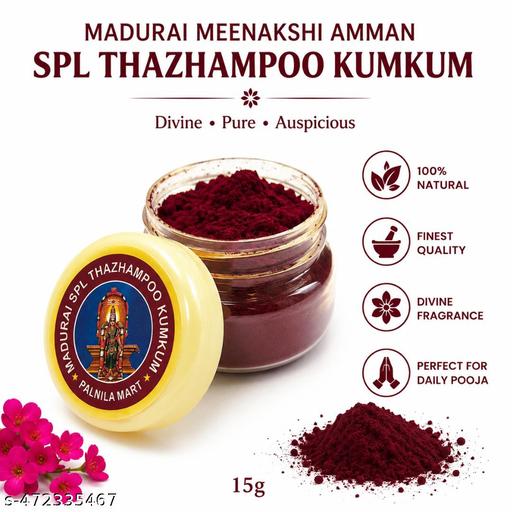 MADURAI MEENAKSHI AMMAN
SPL THAZHAMPOO KUMKUM
Divine • Pure • Auspicious
100%
NATURAL
FINEST
QUALITY
DIVINE
FRAGRANCE
PERFECT FOR
DAILY POOJA
MADURAI SPL THAZHAMPOO KUMKUM
★ PALNILA MART ★
15g
s-472335467